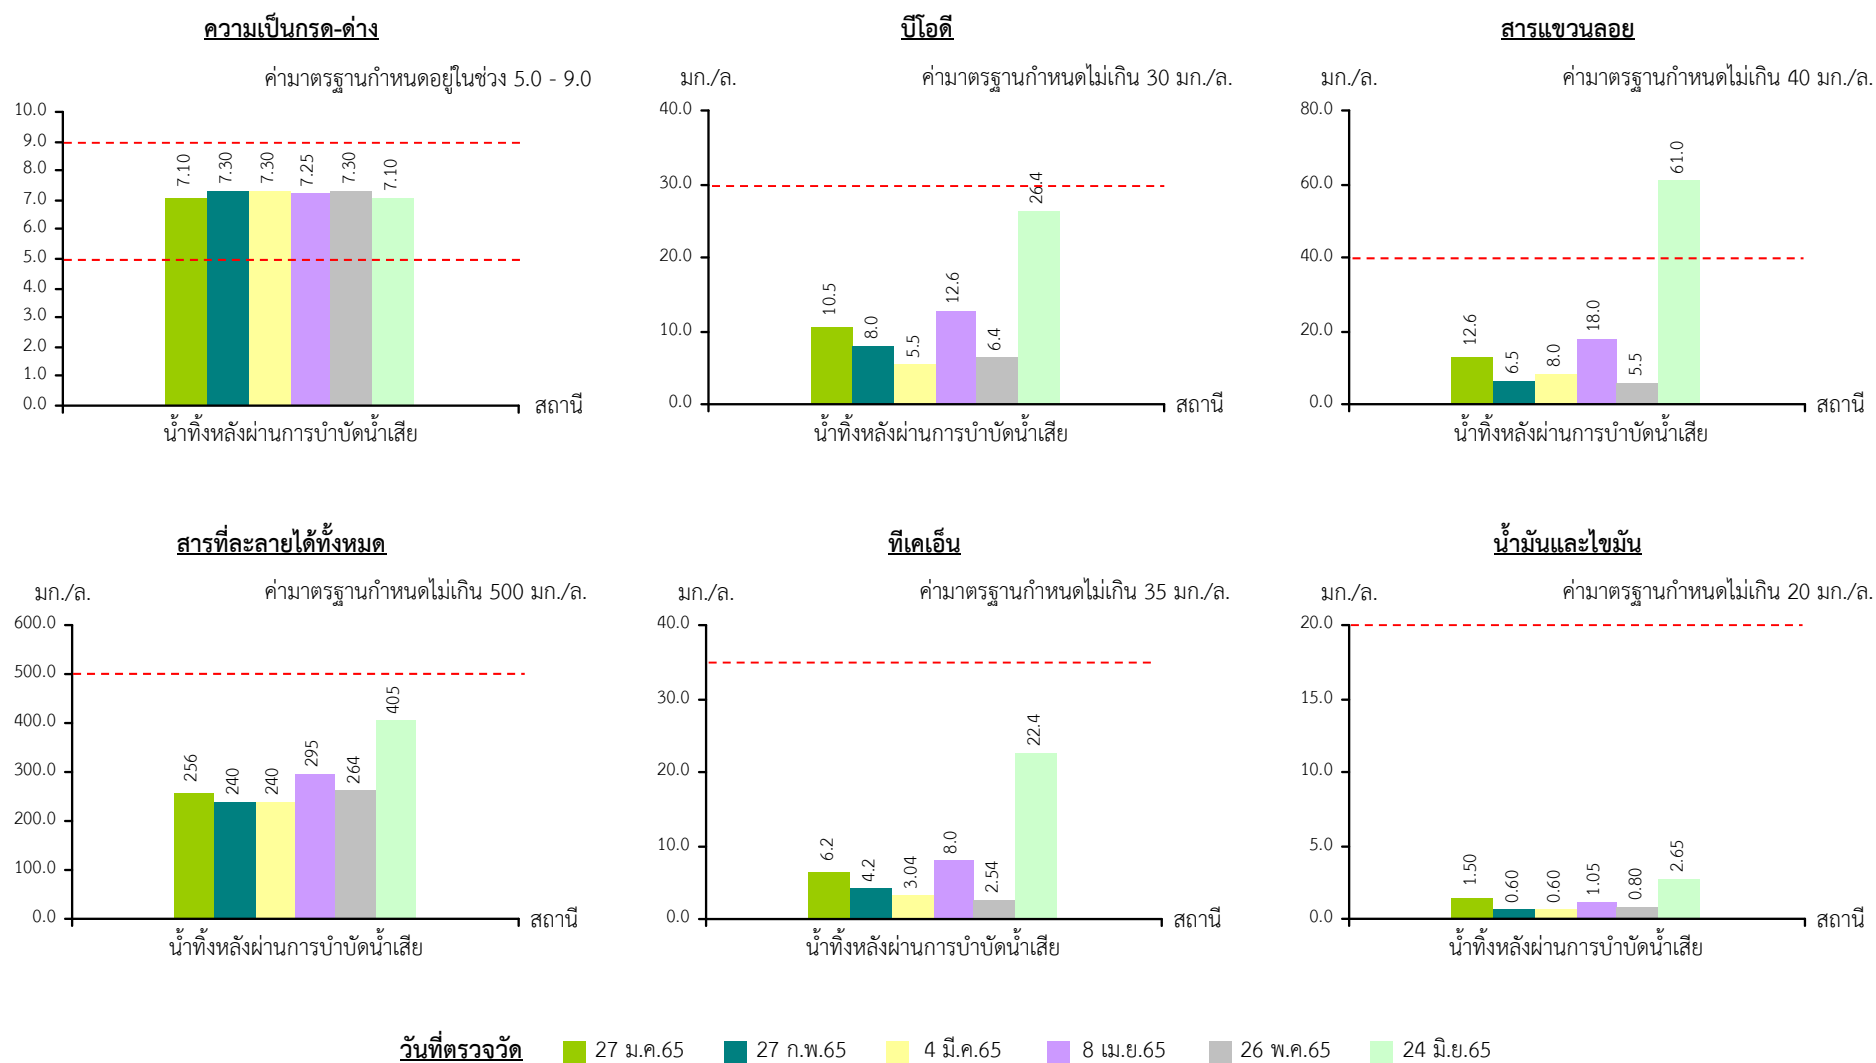 ความเป็นกรด-ด่าง
ค่ามาตรฐานกำหนดอยู่ในช่วง 5.0 - 9.0
10.0
9.0
8.0
7.0
6.0
5.0
4.0
3.0
2.0
1.0
0.0
7.10 7.30 7.30 7.25 7.30 7.10
สถานี
น้ำทิ้งหลังผ่านการบำบัดน้ำเสีย
บีโอดี
มก./ล. ค่ามาตรฐานกำหนดไม่เกิน 30 มก./ล.
40.0
30.0
20.0
10.0
0.0
10.5 8.0 5.5 12.6 6.4 26.4
สถานี
น้ำทิ้งหลังผ่านการบำบัดน้ำเสีย
สารแขวนลอย
มก./ล. ค่ามาตรฐานกำหนดไม่เกิน 40 มก./ล.
80.0
60.0
40.0
20.0
0.0
12.6 6.5 8.0 18.0 5.5 61.0
สถานี
น้ำทิ้งหลังผ่านการบำบัดน้ำเสีย
สารที่ละลายได้ทั้งหมด
มก./ล. ค่ามาตรฐานกำหนดไม่เกิน 500 มก./ล.
600.0
500.0
400.0
300.0
200.0
100.0
0.0
256 240 240 295 264 405
สถานี
น้ำทิ้งหลังผ่านการบำบัดน้ำเสีย
ทีเคเอ็น
มก./ล. ค่ามาตรฐานกำหนดไม่เกิน 35 มก./ล.
40.0
30.0
20.0
10.0
0.0
6.2 4.2 3.04 8.0 2.54 22.4
สถานี
น้ำทิ้งหลังผ่านการบำบัดน้ำเสีย
น้ำมันและไขมัน
มก./ล. ค่ามาตรฐานกำหนดไม่เกิน 20 มก./ล.
20.0
15.0
10.0
5.0
0.0
1.50 0.60 0.60 1.05 0.80 2.65
สถานี
น้ำทิ้งหลังผ่านการบำบัดน้ำเสีย
วันที่ตรวจวัด 27 ม.ค.65 27 ก.พ.65 4 มี.ค.65 8 เม.ย.65 26 พ.ค.65 24 มิ.ย.65